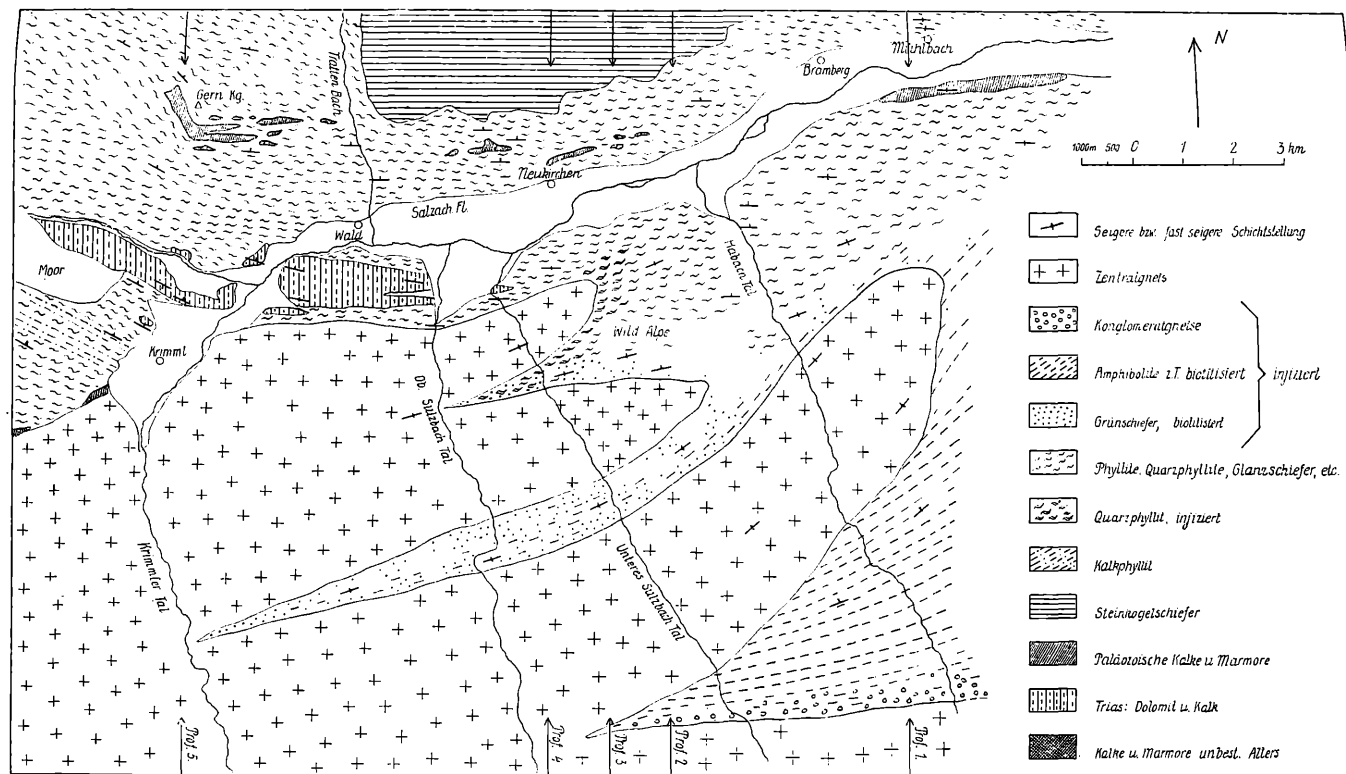 Mühlbach
N
Bramberg
Gern Kg.
Tratten Bach
1000m 500 0 1 2 3 km
Neukirchen
Salzach Fl.
Wald
Habach Tal
Moor
Wild Alpe
Krimml
Ob. Sulzbach Tal
Unteres Sulzbach Tal
Krimmler Tal
Prof. 5
Prof. 4
Prof. 3
Prof. 2
Prof. 1
Seigere bzw. fast seigere Schichtstellung
Zentralgneis
Konglomeratgneise
Amphibolite z.T. biotitisiert
injiziert
Grünschiefer, biotitisiert
Phyllite, Quarzphyllite, Glanzschiefer, etc.
Quarzphyllit, injiziert
Kalkphyllit
Steinkogelschiefer
Paläozoische Kalke u Marmore
Trias: Dolomit u. Kalk
Kalke u. Marmore unbest. Alters